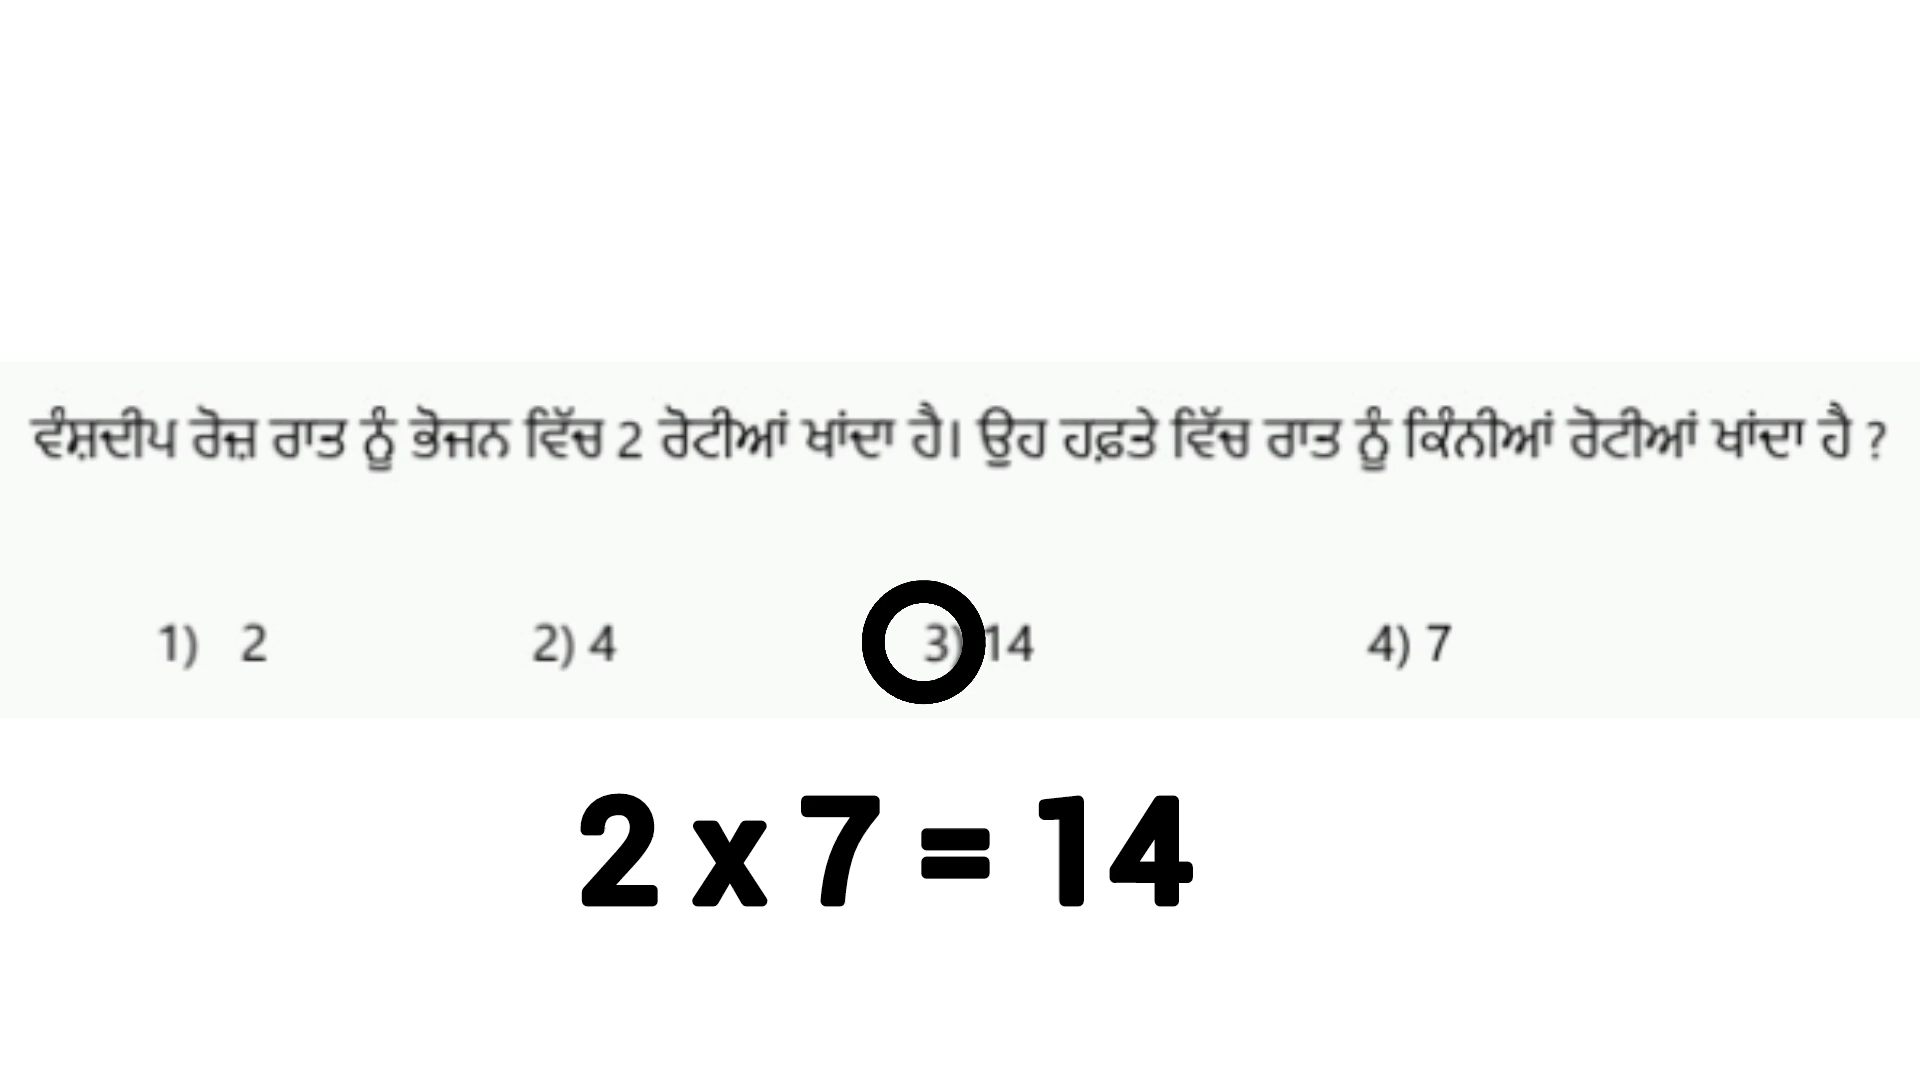 ਵੰਸ਼ਦੀਪ ਰੋਜ਼ ਰਾਤ ਨੂੰ ਭੋਜਨ ਵਿੱਚ 2 ਰੋਟੀਆਂ ਖਾਂਦਾ ਹੈ। ਉਹ ਹਫ਼ਤੇ ਵਿੱਚ ਰਾਤ ਨੂੰ ਕਿੰਨੀਆਂ ਰੋਟੀਆਂ ਖਾਂਦਾ ਹੈ ?
1) 2 2) 4 3) 14 4) 7
2 x 7 = 14